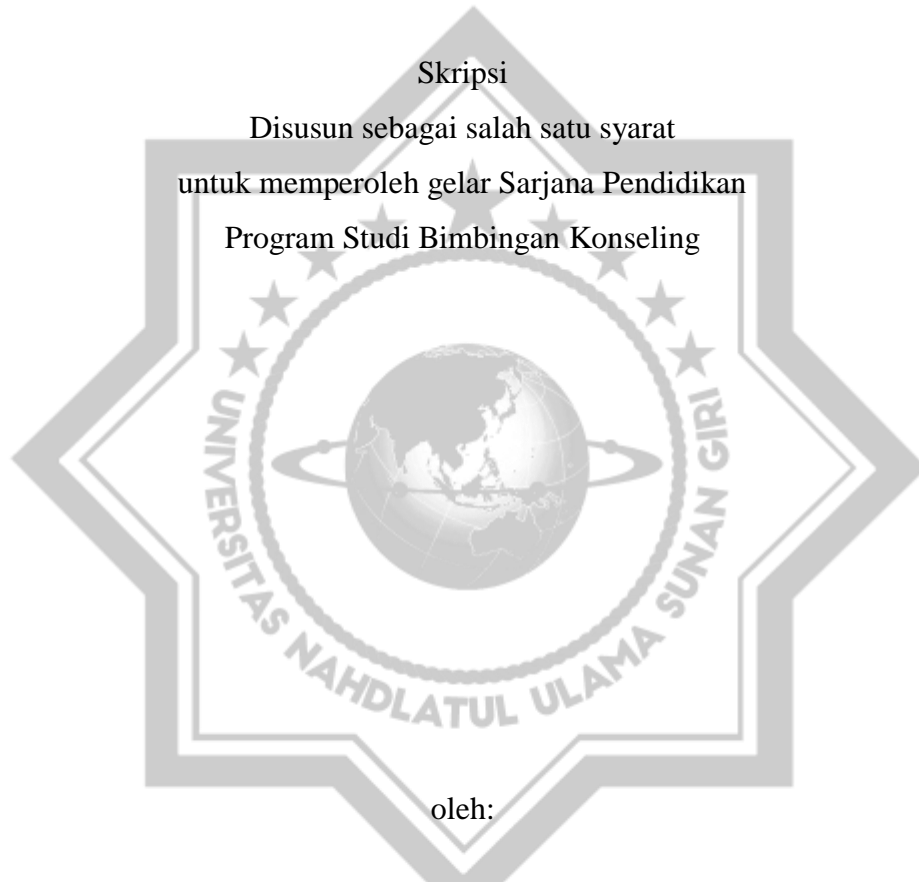 Skripsi
Disusun sebagai salah satu syarat
untuk memperoleh gelar Sarjana Pendidikan
Program Studi Bimbingan Konseling
UNIVERSITAS NAHDLATUL ULAMA SUNAN GIRI
oleh: